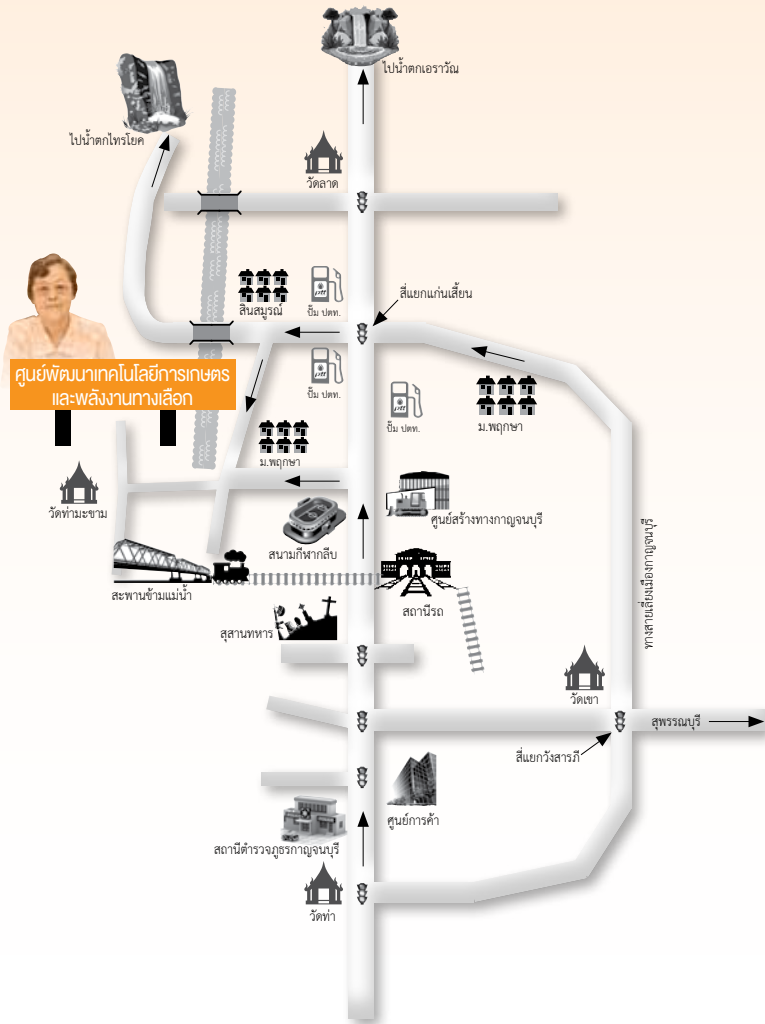 ไปน้ำตกเอราวัณ
ไปน้ำตกไทรโยค
วัดลาด
สี่แยกแก่นเสี้ยน
สินสมูรณ์
ptt
ปั๊ม ปตท.
ศูนย์พัฒนาเทคโนโลยีการเกษตร
และพลังงานทางเลือก
ptt
ปั๊ม ปตท.
ptt
ปั๊ม ปตท.
ม.พฤกษา
ม.พฤกษา
วัดท่ามะขาม
ศูนย์สร้างทางกาญจนบุรี
สนามกีฬากลีบ
สะพานข้ามแม่น้ำ
สถานีรถ
ทางสายเลี่ยงเมืองกาญจนบุรี
สุสานทหาร
วัดเขา
สุพรรณบุรี
สี่แยกวังสารภี
ศูนย์การค้า
สถานีตำรวจภูธรกาญจนบุรี
วัดท่า